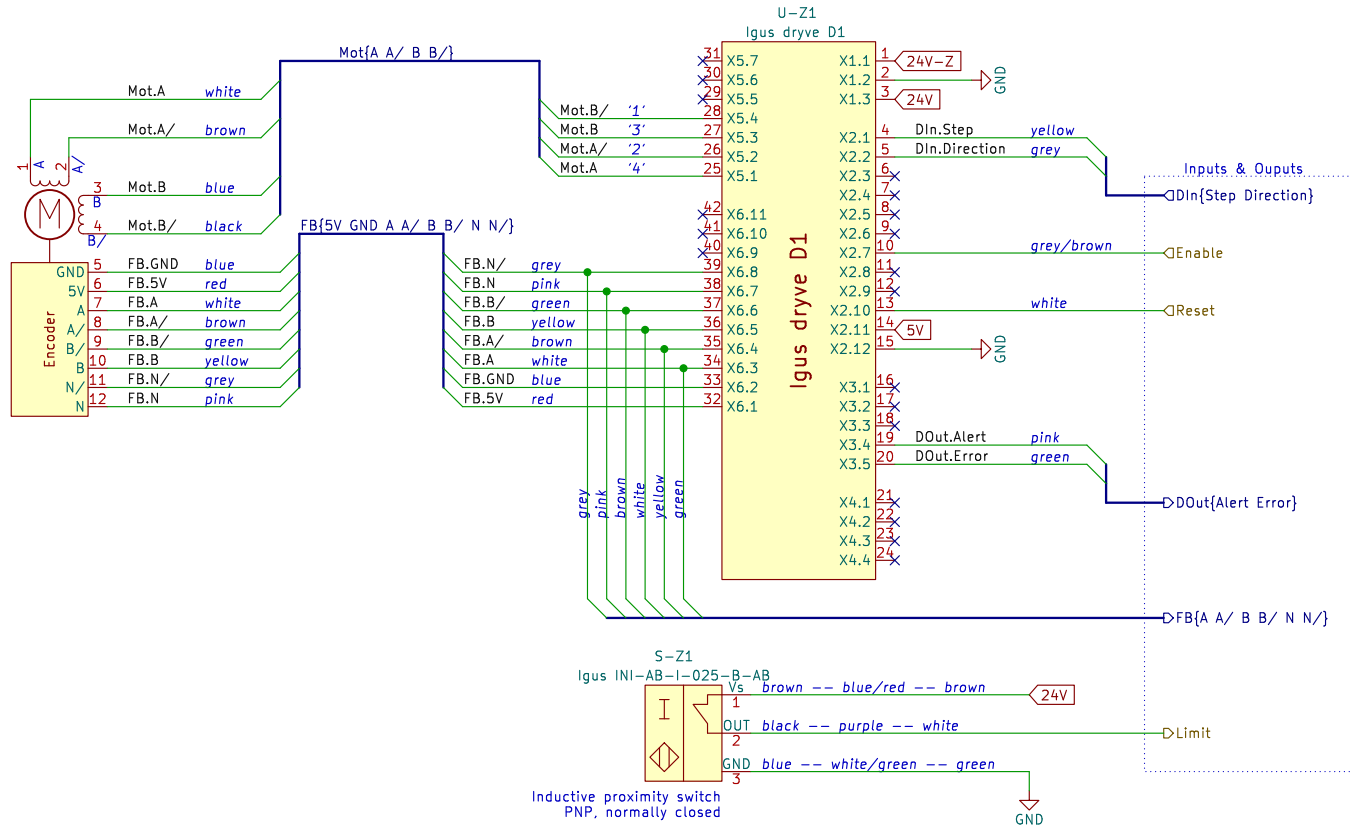 U-Z1
Igus dryve D1
Mot{A A/ B B/}
Mot.A white
Mot.A/ brown
1 A 2 A/
Mot.B blue
3 B
M
4 B/
Mot.B/ black
Mot.B/ '1' 28 X5.4
Mot.B '3' 27 X5.3
Mot.A/ '2' 26 X5.2
Mot.A '4' 25 X5.1
31 X5.7
30 X5.6
29 X5.5
42 X6.11
41 X6.10
40 X6.9
FB{5V GND A A/ B B/ N N/}
Encoder
GND 5 FB.GND blue
5V 6 FB.5V red
A 7 FB.A white
A/ 8 FB.A/ brown
B/ 9 FB.B/ green
B 10 FB.B yellow
N/ 11 FB.N/ grey
N 12 FB.N pink
FB.N/ grey 39 X6.8
FB.N pink 38 X6.7
FB.B/ green 37 X6.6
FB.B yellow 36 X6.5
FB.A/ brown 35 X6.4
FB.A white 34 X6.3
FB.GND blue 33 X6.2
FB.5V red 32 X6.1
grey
pink
brown
white
yellow
green
Igus dryve D1
X1.1 1 24V-Z
X1.2 2 GND
X1.3 3 24V
X2.1 4 DIn.Step yellow
X2.2 5 DIn.Direction grey
X2.3 6
X2.4 7
X2.5 8
X2.6 9
X2.7 10 grey/brown Enable
X2.8 11
X2.9 12
X2.10 13 white Reset
X2.11 14 5V
X2.12 15 GND
X3.1 16
X3.2 17
X3.3 18
X3.4 19 DOut.Alert pink
X3.5 20 DOut.Error green
X4.1 21
X4.2 22
X4.3 23
X4.4 24
Inputs & Ouputs
DIn{Step Direction}
DOut{Alert Error}
FB{A A/ B B/ N N/}
S-Z1
Igus INI-AB-I-025-B-AB
I
Vs 1 brown -- blue/red -- brown 24V
OUT 2 black -- purple -- white Limit
GND 3 blue -- white/green -- green
GND
Inductive proximity switch
PNP, normally closed